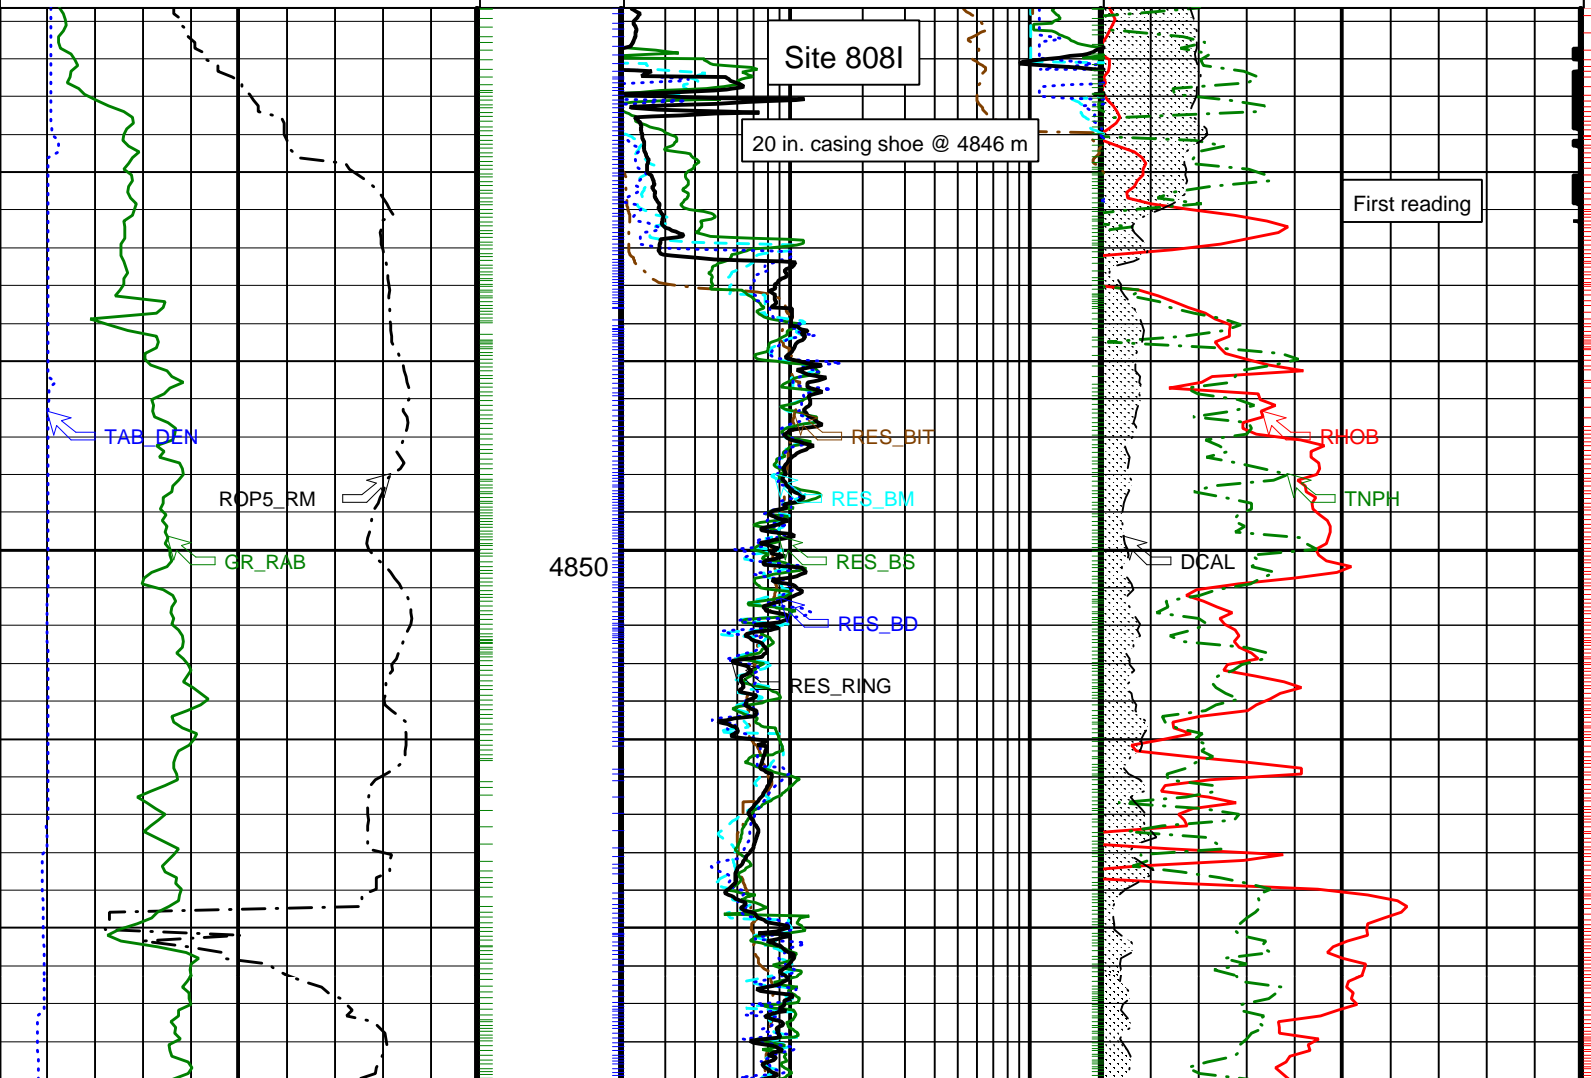 Site 808I
20 in. casing shoe @ 4846 m
First reading
TAB_DEN
RES_BIT
RHOB
ROP5_RM
RES_BM
TNPH
GR_RAB
4850
RES_BS
DCAL
RES_BD
RES_RING